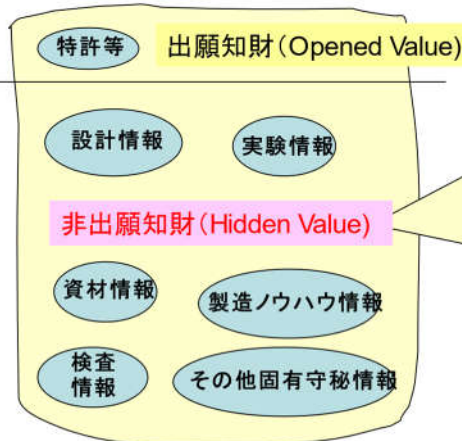 特許等
出願知財(Opened Value)
設計情報
実験情報
非出願知財(Hidden Value)
資材情報
製造ノウハウ情報
検査
情報
その他固有守秘情報